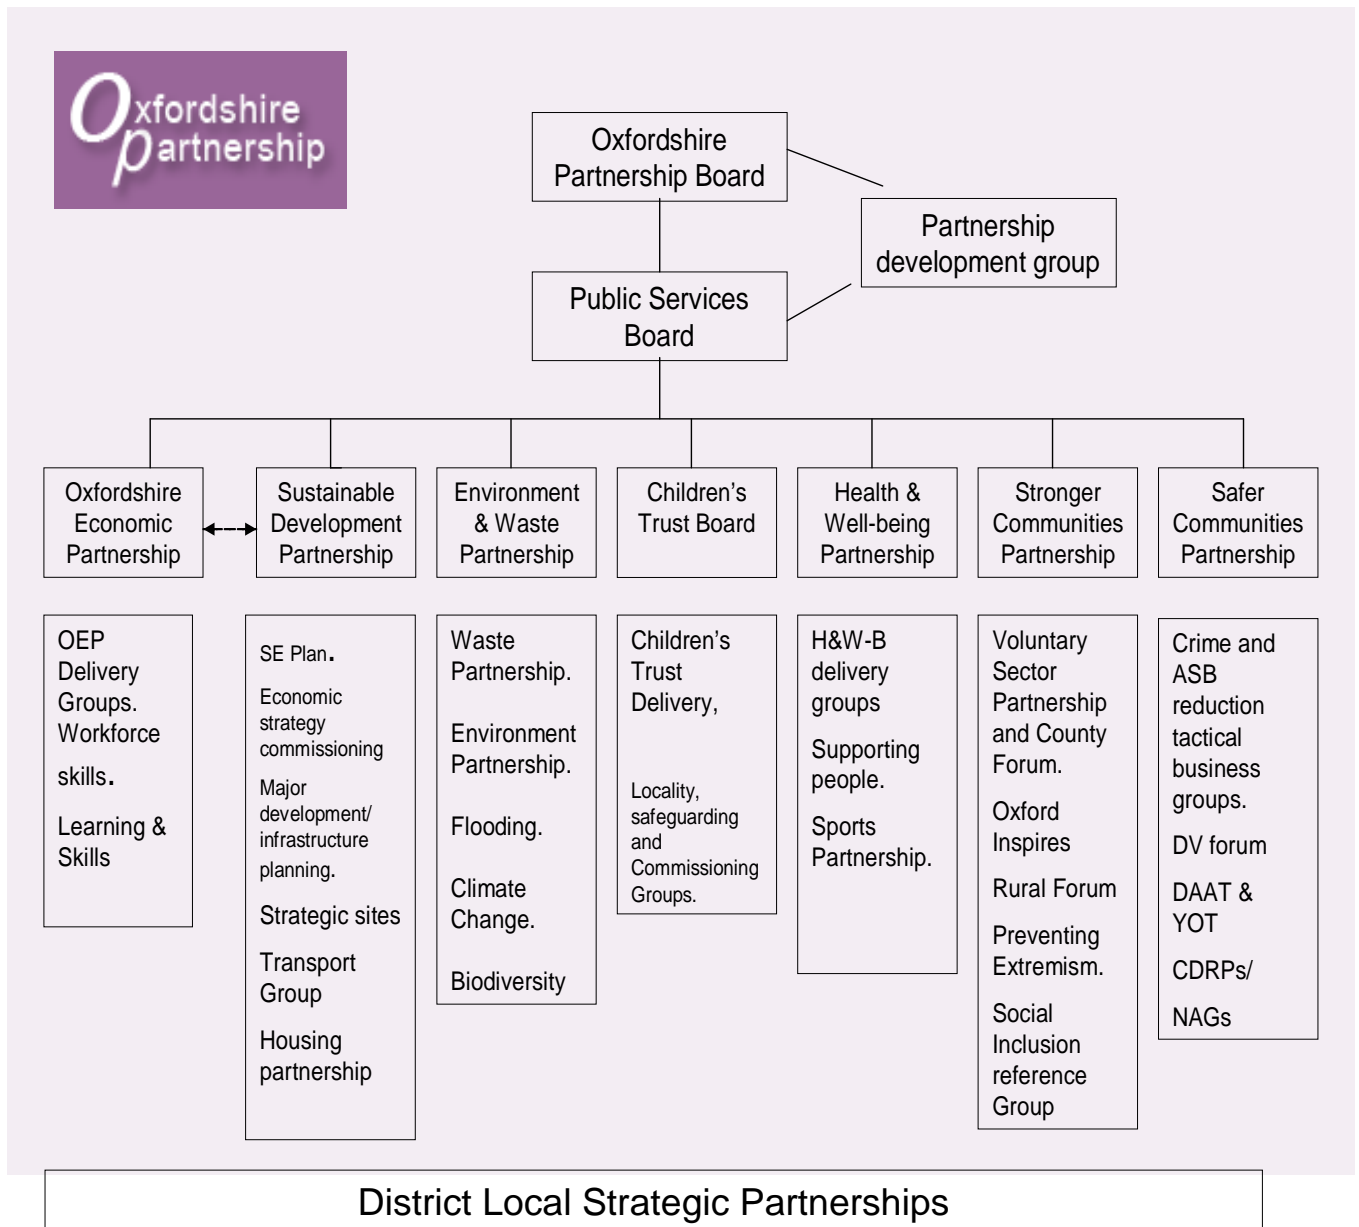 Oxfordshire
Partnership
Oxfordshire
Partnership Board
Partnership
development group
Public Services
Board
Oxfordshire
Economic
Partnership
Sustainable
Development
Partnership
Environment
& Waste
Partnership
Children's
Trust Board
Health &
Well-being
Partnership
Stronger
Communities
Partnership
Safer
Communities
Partnership
OEP
Delivery
Groups.
Workforce
skills.
Learning &
Skills
SE Plan.
Economic
strategy
commissioning
Major
development/
infrastructure
planning.
Strategic sites
Transport
Group
Housing
partnership
Waste
Partnership.
Environment
Partnership.
Flooding.
Climate
Change.
Biodiversity
Children's
Trust
Delivery,
Locality,
safeguarding
and
Commissioning
Groups.
H&W-B
delivery
groups
Supporting
people.
Sports
Partnership.
Voluntary
Sector
Partnership
and County
Forum.
Oxford
Inspires
Rural Forum
Preventing
Extremism.
Social
Inclusion
reference
Group
Crime and
ASB
reduction
tactical
business
groups.
DV forum
DAAT &
YOT
CDRPs/
NAGs
District Local Strategic Partnerships